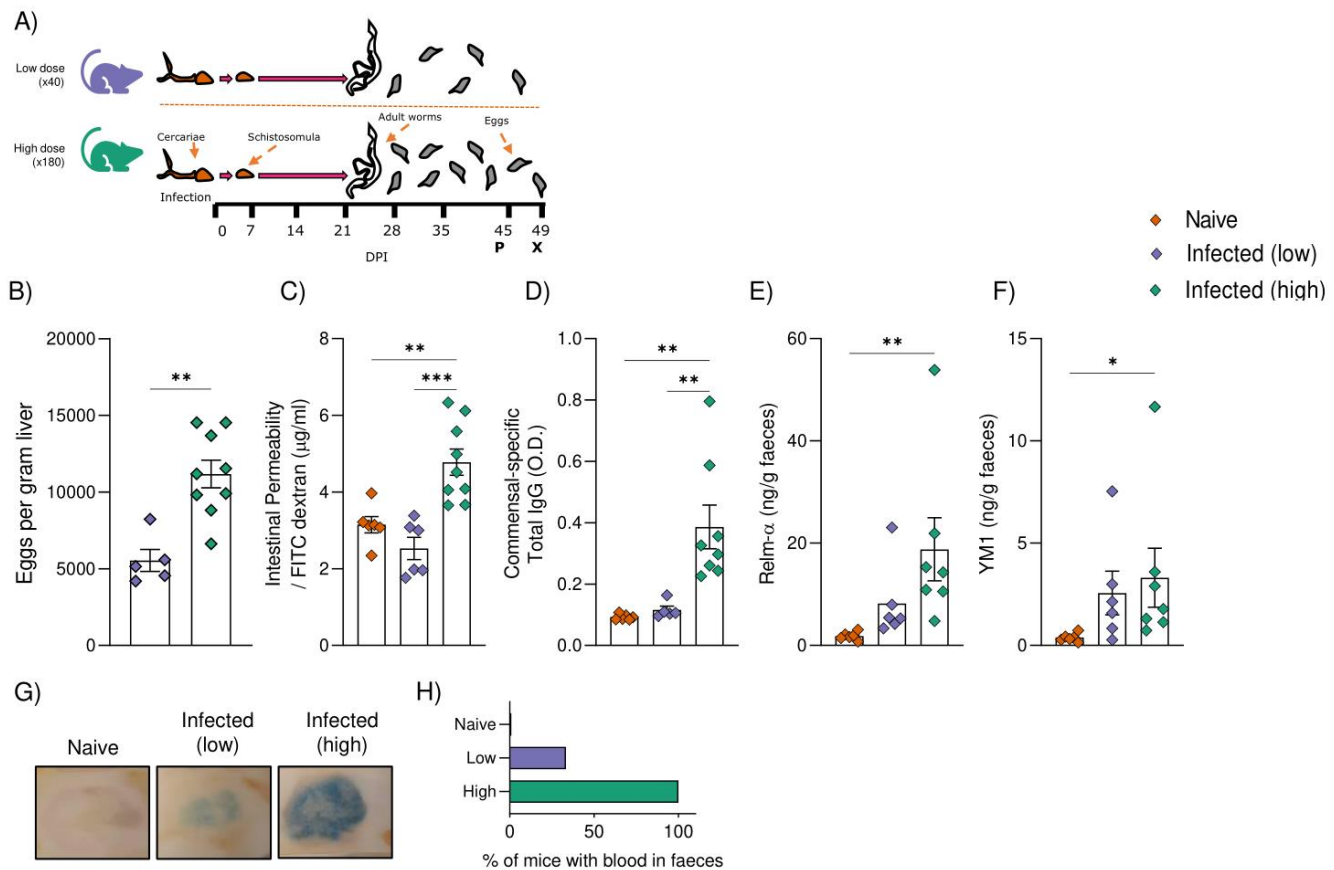 A)
Low dose
(x40)
High dose
(x180)
Cercariae
Schistosomula
Adult worms
Eggs
Infection
0 7 14 21 28 35 45 49
P X
DPI
Naive
Infected (low)
Infected (high)
B)
Eggs per gram liver
20000
15000
10000
5000
0
**
C)
Intestinal Permeability
/ FITC dextran (µg/ml)
8
6
4
2
0
**
***
D)
Commensal-specific
Total IgG (O.D.)
1.0
0.8
0.6
0.4
0.2
0.0
**
**
E)
Relm-α (ng/g faeces)
60
40
20
0
**
F)
YM1 (ng/g faeces)
15
10
5
0
*
G)
Naive
Infected
(low)
Infected
(high)
H)
Naive
Low
High
0 50 100
% of mice with blood in faeces